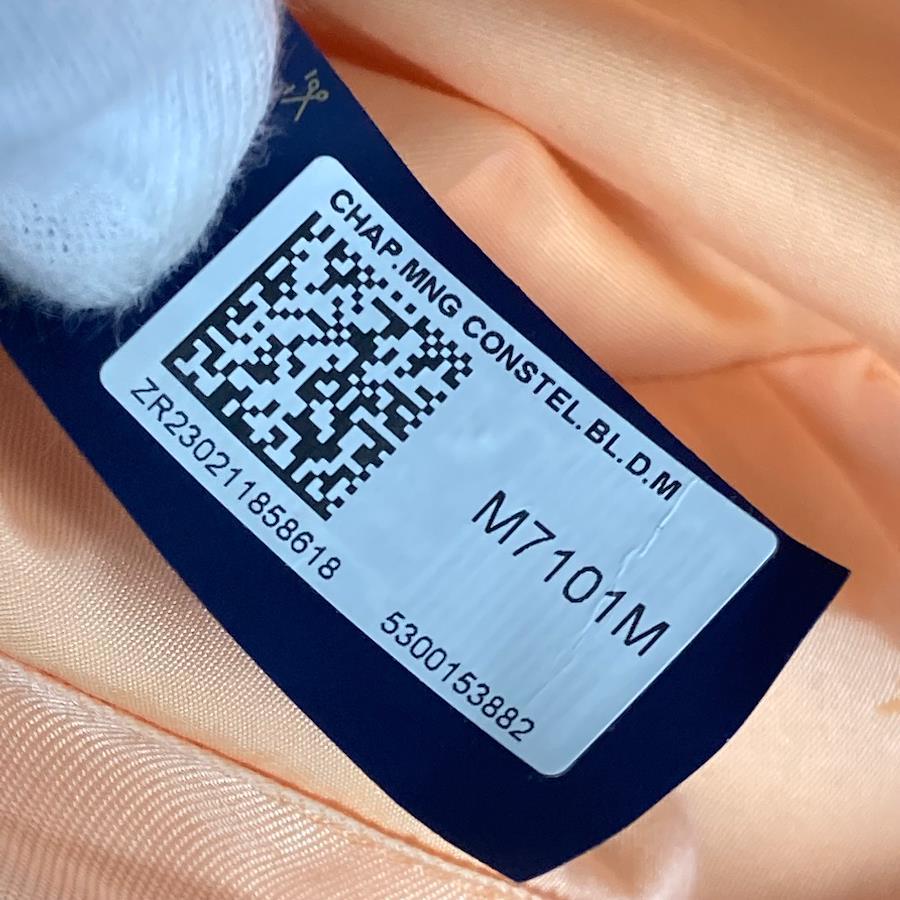 CHAP.MNG CONSTEL.BL.D.M
M7101M
ZR230211858618
5300153882